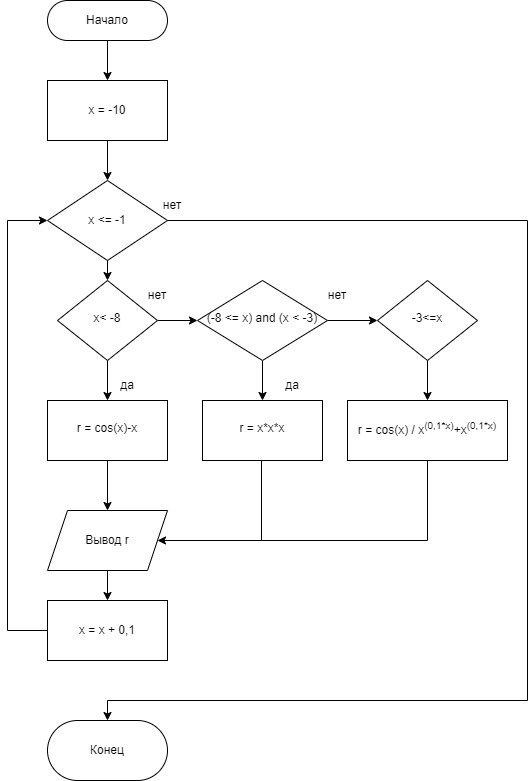 Начало
x = -10
нет
x <= -1
нет
нет
x< -8
(-8 <= x) and (x < -3)
-3<=x
да
да
r = cos(x)-x
r = x*x*x
r = cos(x) / x^(0,1*x)+x^(0,1*x)
Вывод r
x = x + 0,1
Конец